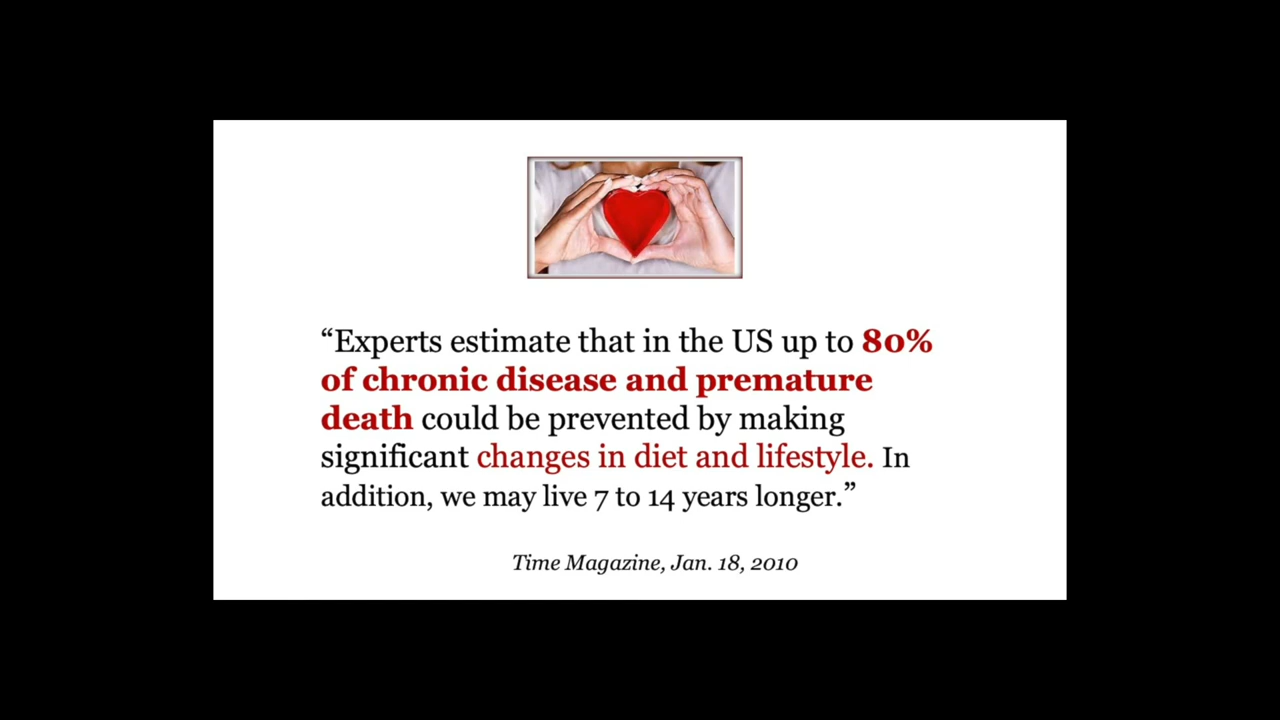 “Experts estimate that in the US up to 80%
of chronic disease and premature
death could be prevented by making
significant changes in diet and lifestyle. In
addition, we may live 7 to 14 years longer.”
Time Magazine, Jan. 18, 2010